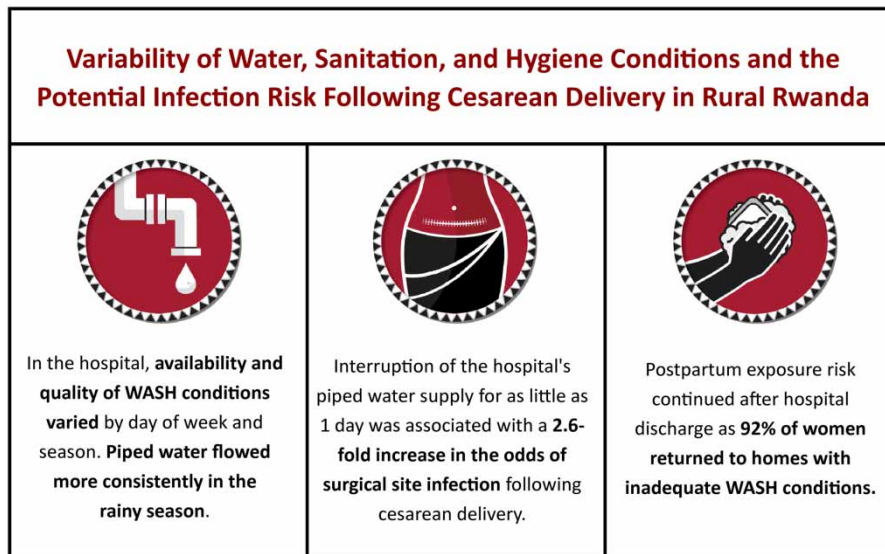 Variability of Water, Sanitation, and Hygiene Conditions and the
Potential Infection Risk Following Cesarean Delivery in Rural Rwanda
In the hospital, availability and
quality of WASH conditions
varied by day of week and
season. Piped water flowed
more consistently in the
rainy season.
Interruption of the hospital's
piped water supply for as little as
1 day was associated with a 2.6-
fold increase in the odds of
surgical site infection following
cesarean delivery.
Postpartum exposure risk
continued after hospital
discharge as 92% of women
returned to homes with
inadequate WASH conditions.